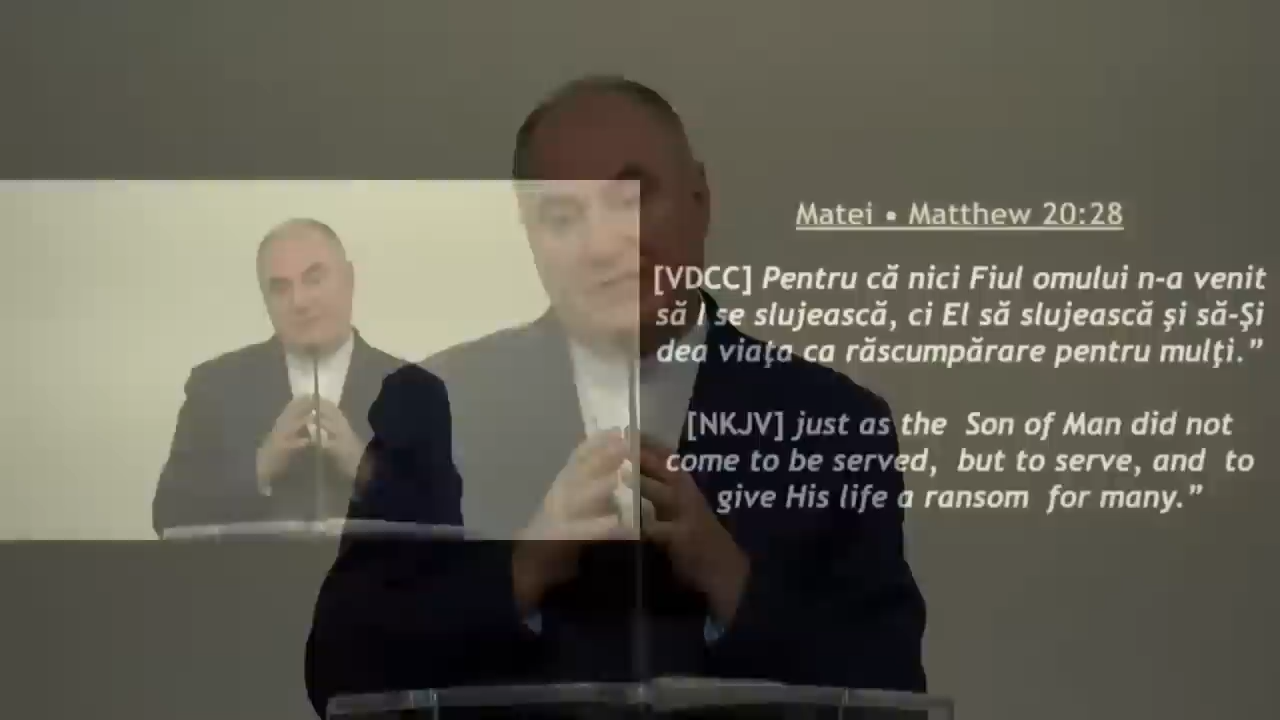 Matei • Matthew 20:28
[VDCC] Pentru că nici Fiul omului n-a venit
să I se slujească, ci El să slujească şi să-Şi
dea viaţa ca răscumpărare pentru mulţi.”
[NKJV] just as the Son of Man did not
come to be served, but to serve, and to
give His life a ransom for many.”